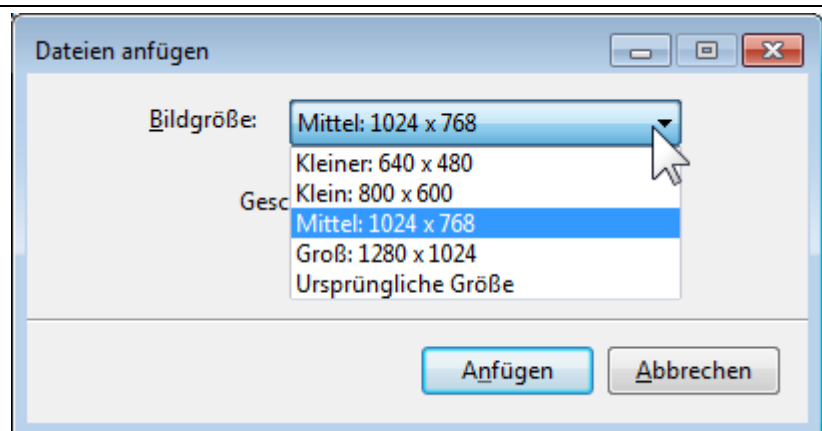 Dateien anfügen
Bildgröße: Mittel: 1024 x 768
Kleiner: 640 x 480
Gesc Klein: 800 x 600
Mittel: 1024 x 768
Groß: 1280 x 1024
Ursprüngliche Größe
Anfügen Abbrechen